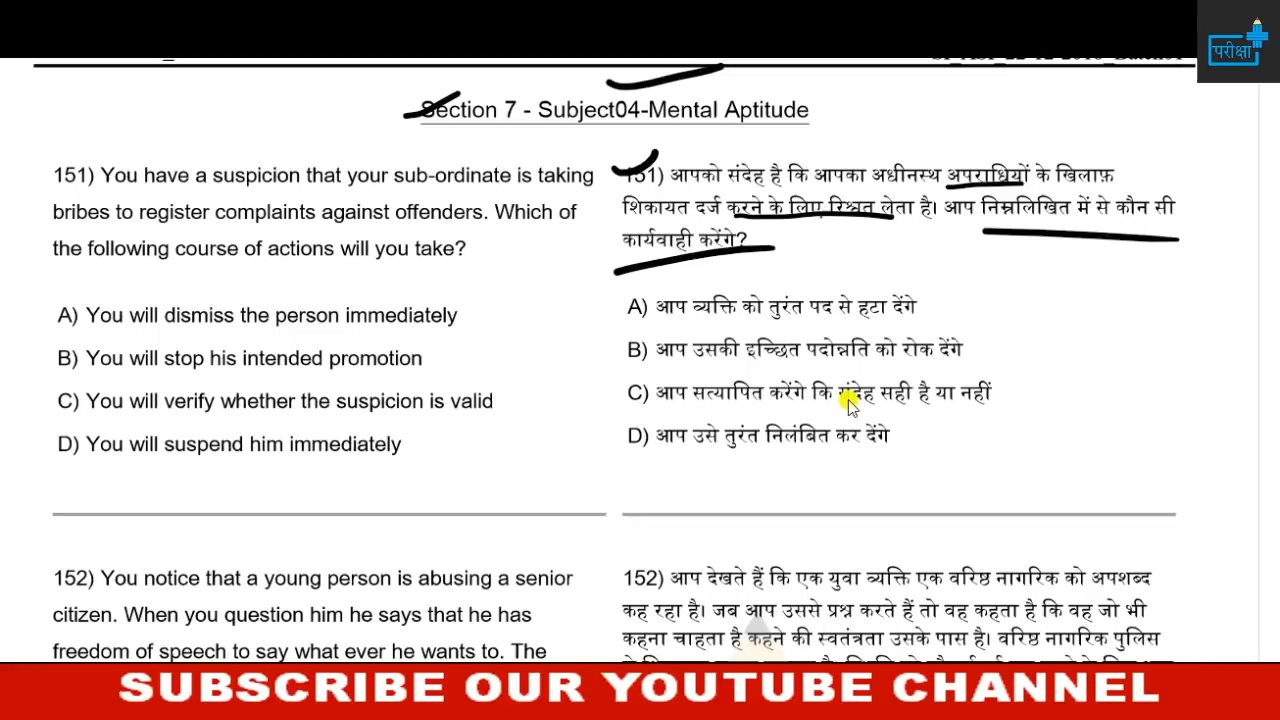 परीक्षा
Section 7 - Subject04-Mental Aptitude
151) You have a suspicion that your sub-ordinate is taking
bribes to register complaints against offenders. Which of
the following course of actions will you take?
A) You will dismiss the person immediately
B) You will stop his intended promotion
C) You will verify whether the suspicion is valid
D) You will suspend him immediately
151) आपको संदेह है कि आपका अधीनस्थ अपराधियों के खिलाफ़
शिकायत दर्ज करने के लिए रिश्वत लेता है। आप निम्नलिखित में से कौन सी
कार्यवाही करेंगे?
A) आप व्यक्ति को तुरंत पद से हटा देंगे
B) आप उसकी इच्छित पदोन्नति को रोक देंगे
C) आप सत्यापित करेंगे कि संदेह सही है या नहीं
D) आप उसे तुरंत निलंबित कर देंगे
152) You notice that a young person is abusing a senior
citizen. When you question him he says that he has
freedom of speech to say what ever he wants to. The
152) आप देखते हैं कि एक युवा व्यक्ति एक वरिष्ठ नागरिक को अपशब्द
कह रहा है। जब आप उससे प्रश्न करते हैं तो वह कहता है कि वह जो भी
कहना चाहता है कहने की स्वतंत्रता उसके पास है। वरिष्ठ नागरिक पुलिस
SUBSCRIBE OUR YOUTUBE CHANNEL